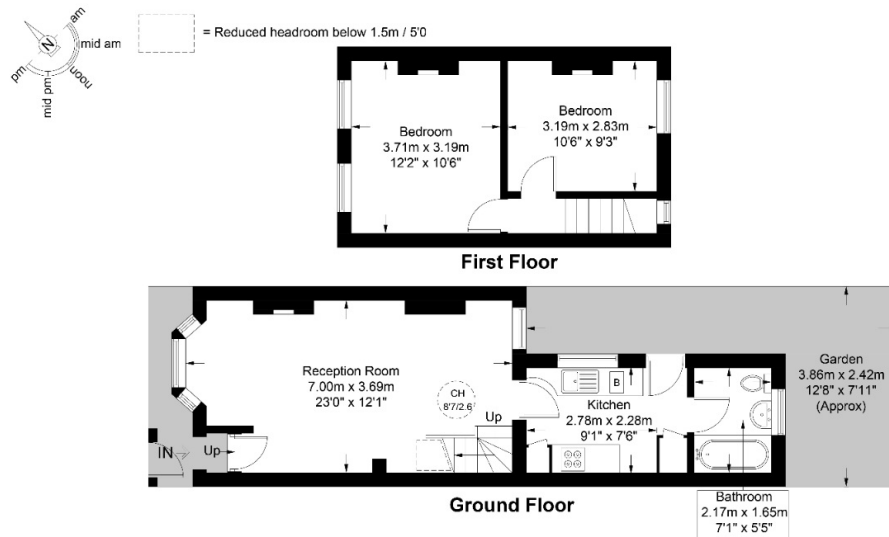 am
mid am
N
pm
noon
mid pm
= Reduced headroom below 1.5m / 5'0
Bedroom
3.71m x 3.19m
12'2" x 10'6"
Bedroom
3.19m x 2.83m
10'6" x 9'3"
First Floor
Reception Room
7.00m x 3.69m
23'0" x 12'1"
CH
8'7/2.6
Up
IN
Up
B
Kitchen
2.78m x 2.28m
9'1" x 7'6"
Garden
3.86m x 2.42m
12'8" x 7'11"
(Approx)
Ground Floor
Bathroom
2.17m x 1.65m
7'1" x 5'5"